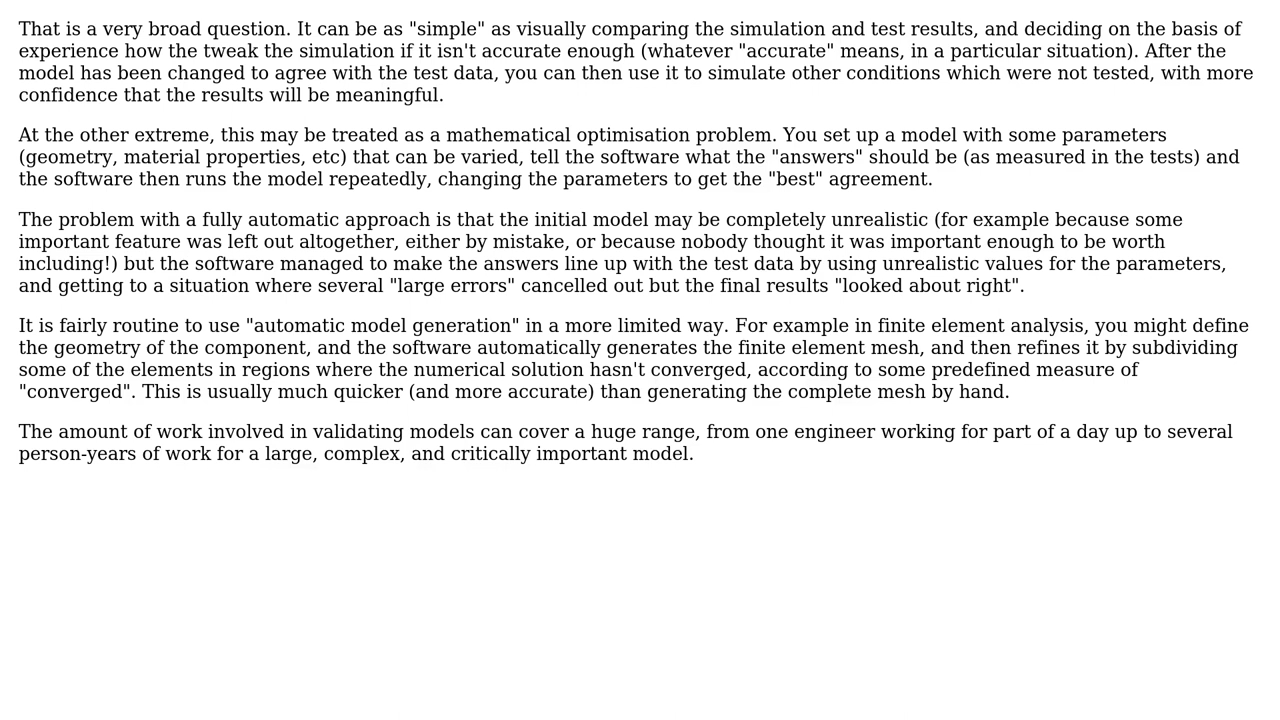 That is a very broad question. It can be as "simple" as visually comparing the simulation and test results, and deciding on the basis of
experience how the tweak the simulation if it isn't accurate enough (whatever "accurate" means, in a particular situation). After the
model has been changed to agree with the test data, you can then use it to simulate other conditions which were not tested, with more
confidence that the results will be meaningful.
At the other extreme, this may be treated as a mathematical optimisation problem. You set up a model with some parameters
(geometry, material properties, etc) that can be varied, tell the software what the "answers" should be (as measured in the tests) and
the software then runs the model repeatedly, changing the parameters to get the "best" agreement.
The problem with a fully automatic approach is that the initial model may be completely unrealistic (for example because some
important feature was left out altogether, either by mistake, or because nobody thought it was important enough to be worth
including!) but the software managed to make the answers line up with the test data by using unrealistic values for the parameters,
and getting to a situation where several "large errors" cancelled out but the final results "looked about right".
It is fairly routine to use "automatic model generation" in a more limited way. For example in finite element analysis, you might define
the geometry of the component, and the software automatically generates the finite element mesh, and then refines it by subdividing
some of the elements in regions where the numerical solution hasn't converged, according to some predefined measure of
"converged". This is usually much quicker (and more accurate) than generating the complete mesh by hand.
The amount of work involved in validating models can cover a huge range, from one engineer working for part of a day up to several
person-years of work for a large, complex, and critically important model.